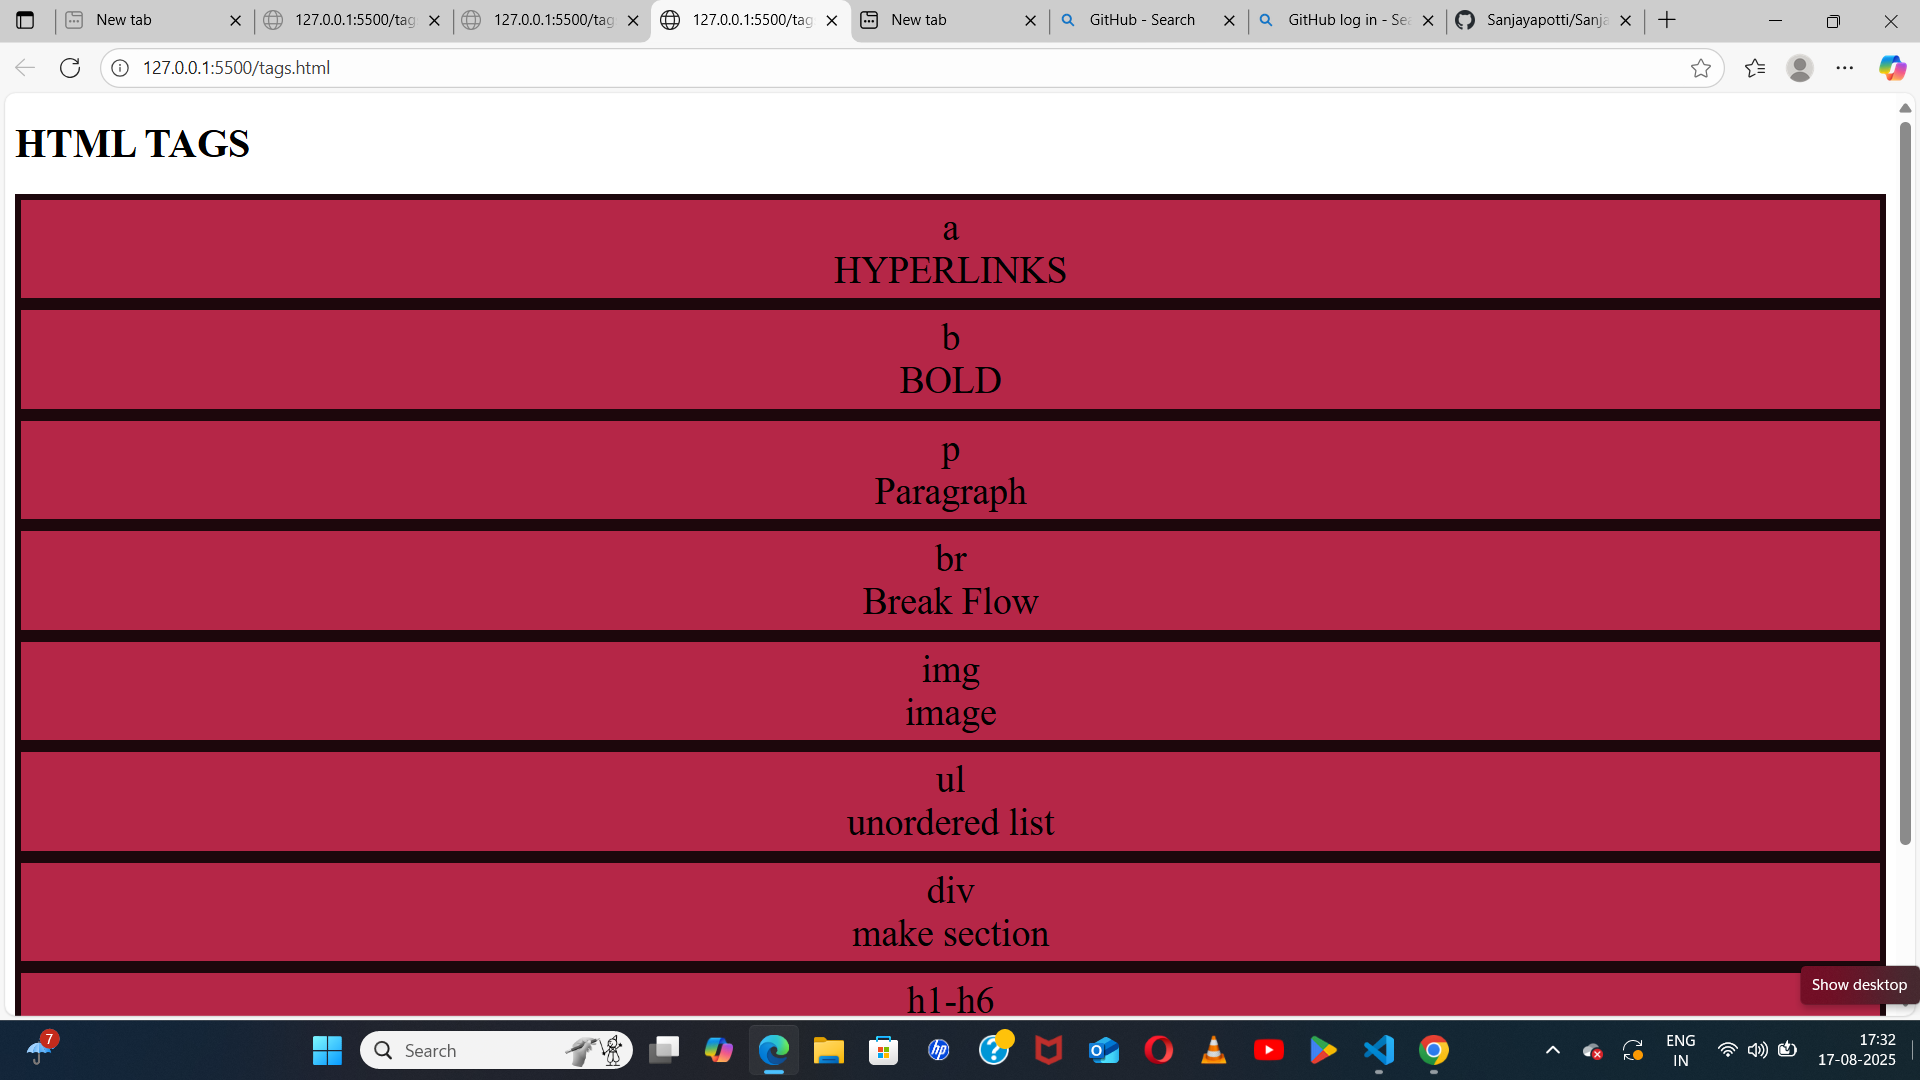 New tab
127.0.0.1:5500/tag
127.0.0.1:5500/tag
127.0.0.1:5500/tag
New tab
GitHub - Search
GitHub log in - Sea
Sanjayapotti/Sanja
127.0.0.1:5500/tags.html
HTML TAGS
a
HYPERLINKS
b
BOLD
p
Paragraph
br
Break Flow
img
image
ul
unordered list
div
make section
h1-h6
Show desktop
7
Search
hp
ENG
IN
17:32
17-08-2025